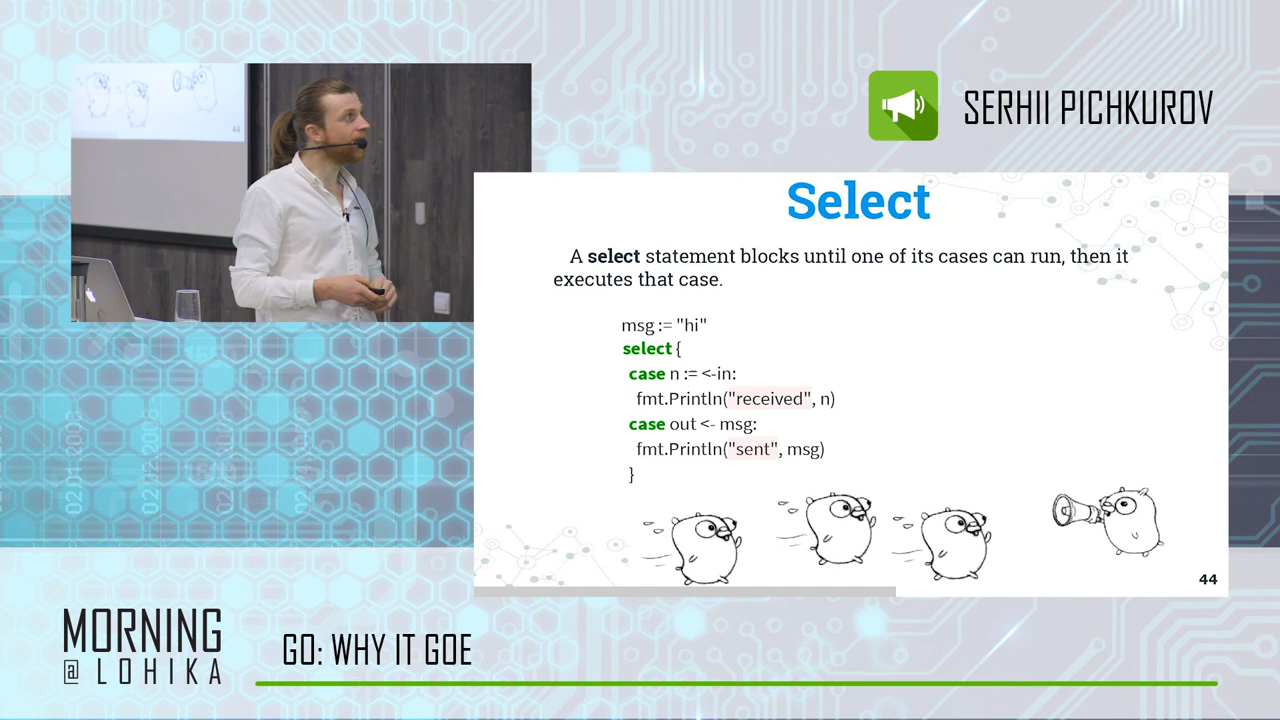 SERHII PICHKUROV
44
Select
A select statement blocks until one of its cases can run, then it
executes that case.
msg := "hi"
select {
case n := <-in:
fmt.Println("received", n)
case out <- msg:
fmt.Println("sent", msg)
}
44
MORNING
@ LOHIKA
GO: WHY IT GOE